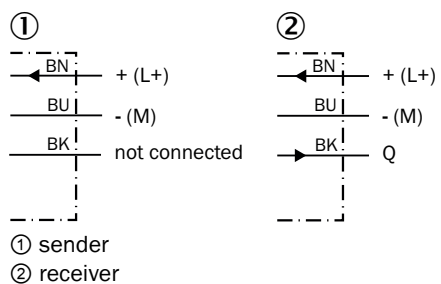 ① ②
BN + (L+) BN + (L+)
BU - (M) BU - (M)
BK not connected BK Q
① sender
② receiver